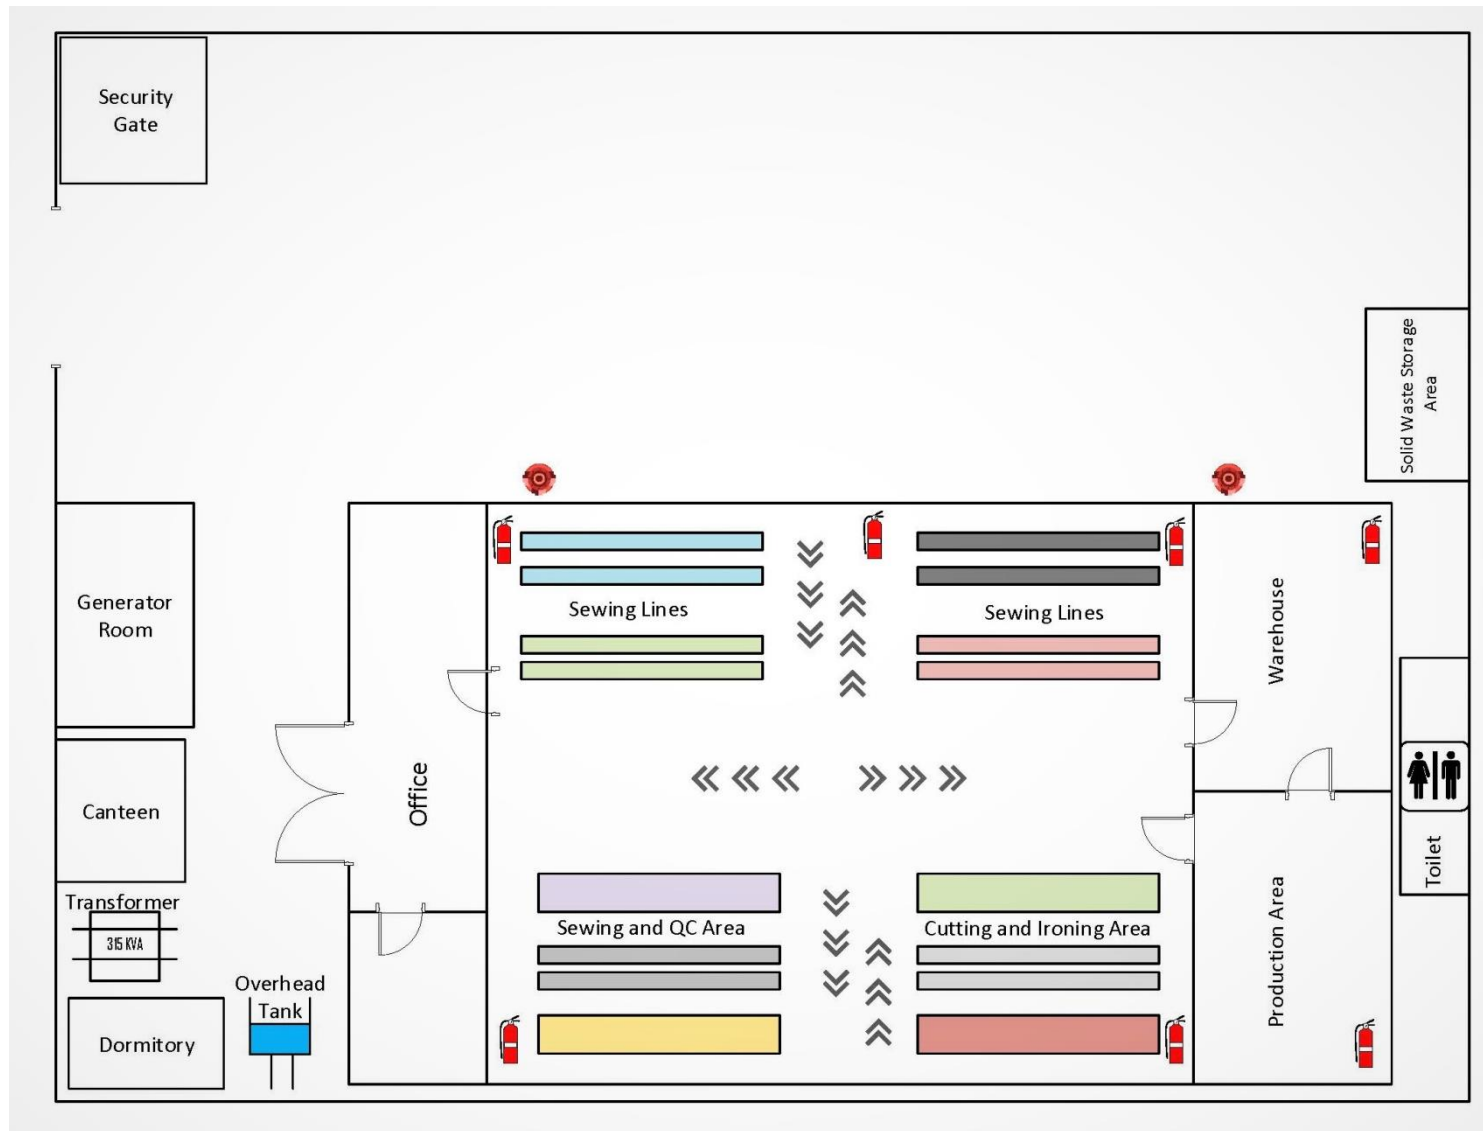 Security
Gate
Solid Waste Storage
Area
Generator
Room
Sewing Lines
Sewing Lines
Warehouse
Office
Canteen
Toilet
Transformer
315 KVA
Sewing and QC Area
Cutting and Ironing Area
Production Area
Overhead
Tank
Dormitory